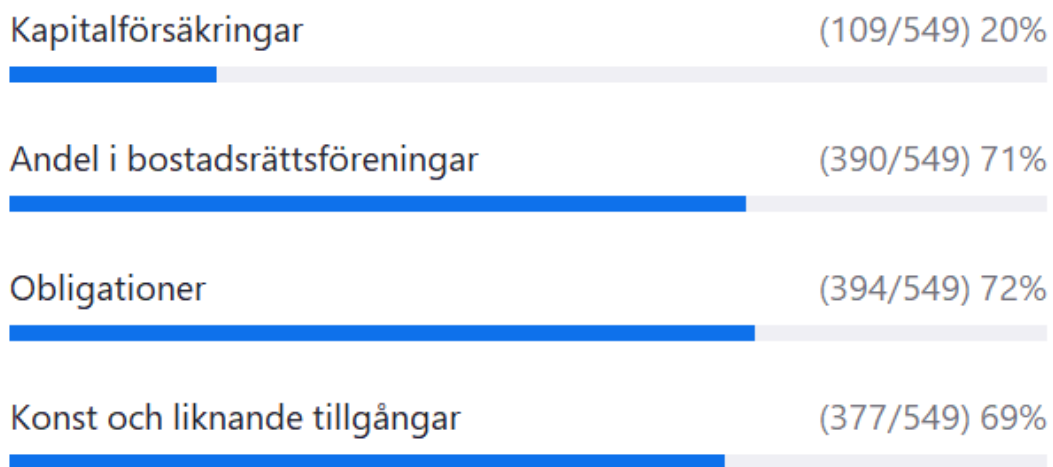 Kapitalförsäkringar (109/549) 20%
Andel i bostadsrättsföreningar (390/549) 71%
Obligationer (394/549) 72%
Konst och liknande tillgångar (377/549) 69%